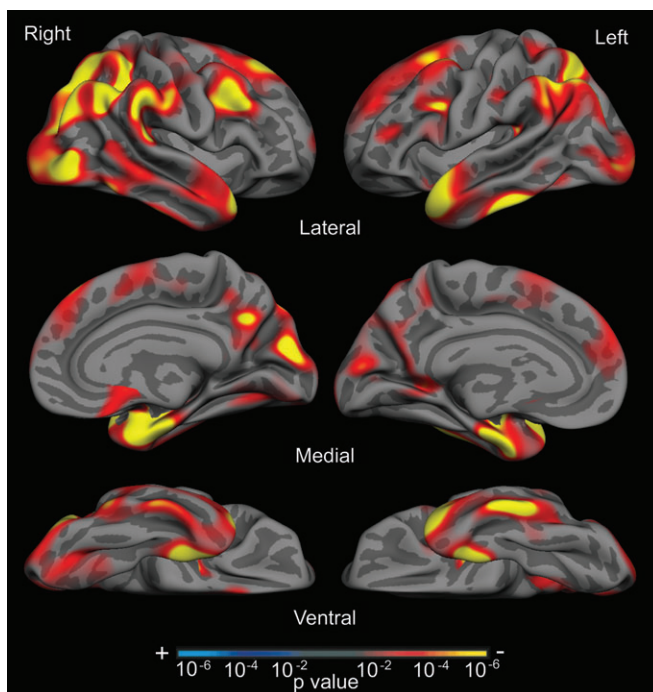 Right
Left
Lateral
Medial
Ventral
+ -
10-6 10-4 10-2 10-2 10-4 10-6
p value